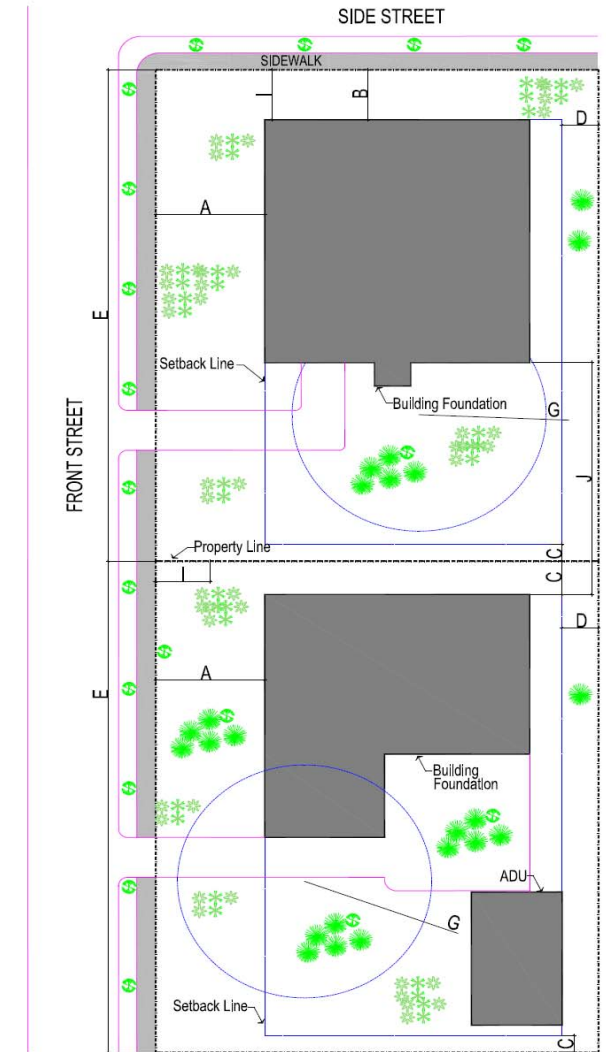 SIDE STREET
SIDEWALK
I
B
D
A
E
Setback Line
Building Foundation
G
FRONT STREET
J
Property Line
C
I
C
D
A
E
Building
Foundation
ADU
G
Setback Line
C